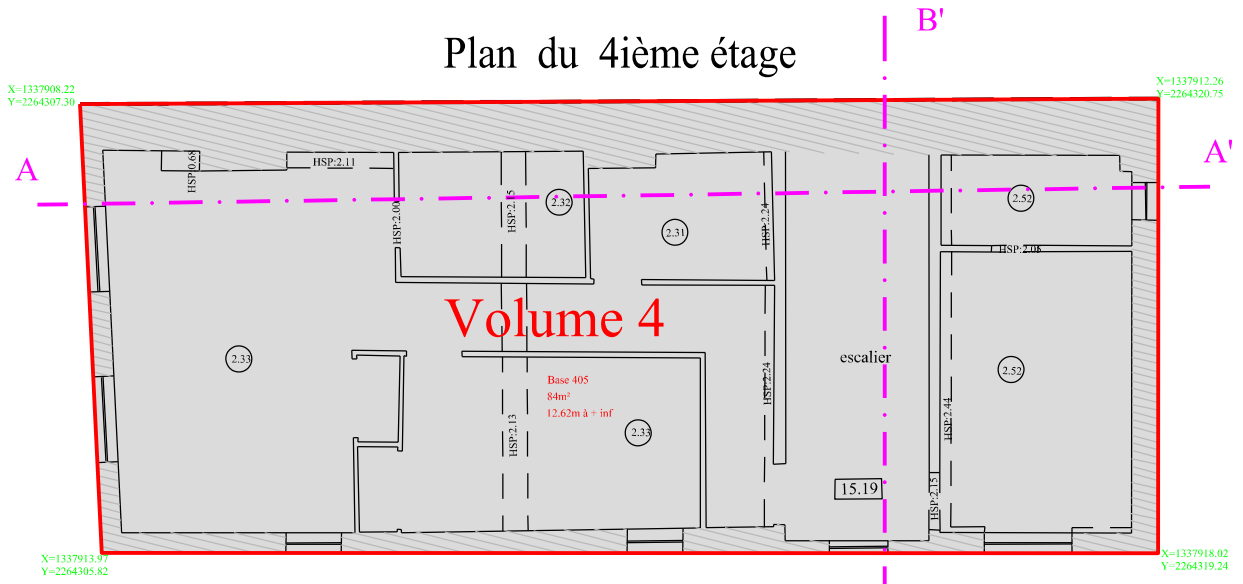 B'
Plan du 4ième étage
X=1337908.22
Y=2264307.30
X=1337912.26
Y=2264320.75
A
A'
HSP:0.68
HSP:2.11
HSP:2.00
HSP:2.15
2.32
2.31
HSP:2.24
2.52
HSP:2.06
Volume 4
2.33
escalier
Base 405
84m²
12.62m à + inf
HSP:2.24
2.52
HSP:2.13
2.33
HSP:2.44
15.19
HSP:2.15
X=1337913.97
Y=2264305.82
X=1337918.02
Y=2264319.24